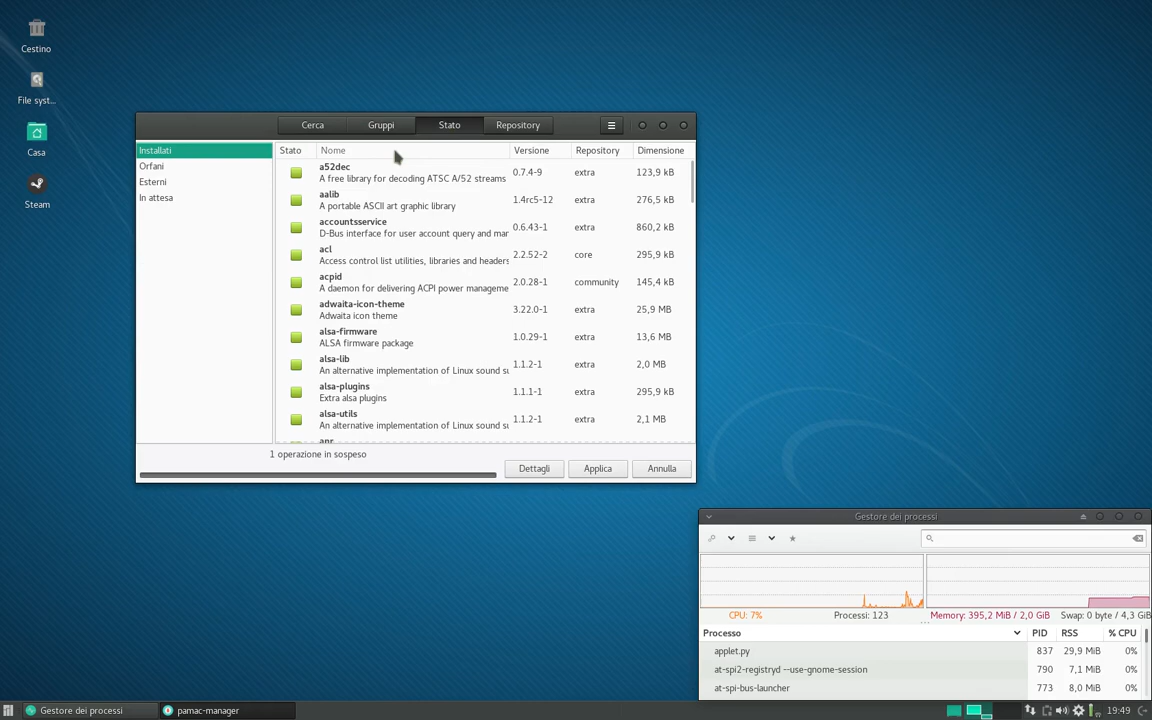 Cestino
File syst...
Casa
Steam
Cerca Gruppi Stato Repository
Installati
Orfani
Esterni
In attesa
Stato Nome Versione Repository Dimensione
a52dec
A free library for decoding ATSC A/52 streams 0.7.4-9 extra 123,9 kB
aalib
A portable ASCII art graphic library 1.4rc5-12 extra 276,5 kB
accountsservice
D-Bus interface for user account query and mar 0.6.43-1 extra 860,2 kB
acl
Access control list utilities, libraries and headers 2.2.52-2 core 295,9 kB
acpid
A daemon for delivering ACPI power manageme 2.0.28-1 community 145,4 kB
adwaita-icon-theme
Adwaita icon theme 3.22.0-1 extra 25,9 MB
alsa-firmware
ALSA firmware package 1.0.29-1 extra 13,6 MB
alsa-lib
An alternative implementation of Linux sound su 1.1.2-1 extra 2,0 MB
alsa-plugins
Extra alsa plugins 1.1.1-1 extra 295,9 kB
alsa-utils
An alternative implementation of Linux sound su 1.1.2-1 extra 2,1 MB
1 operazione in sospeso
Dettagli Applica Annulla
Gestore dei processi
CPU: 7% Processi: 123 Memory: 395,2 MiB / 2,0 GiB Swap: 0 byte / 4,3 GiB
Processo PID RSS % CPU
applet.py 837 29,9 MiB 0%
at-spi2-registryd --use-gnome-session 790 7,1 MiB 0%
at-spi-bus-launcher 773 8,0 MiB 0%
Gestore dei processi pamac-manager 19:49